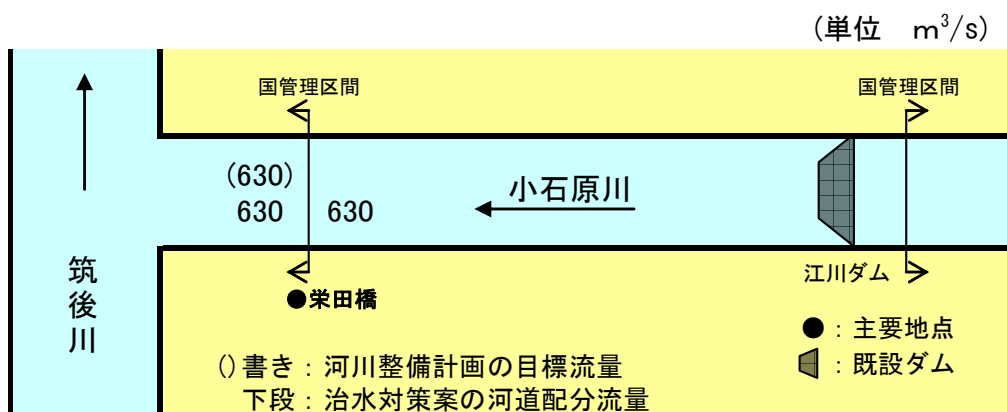 (単位　m³/s)
国管理区間
国管理区間
(630)
630
630
小石原川
筑後川
江川ダム
●栄田橋
●：主要地点
：既設ダム
()書き：河川整備計画の目標流量
下段：治水対策案の河道配分流量